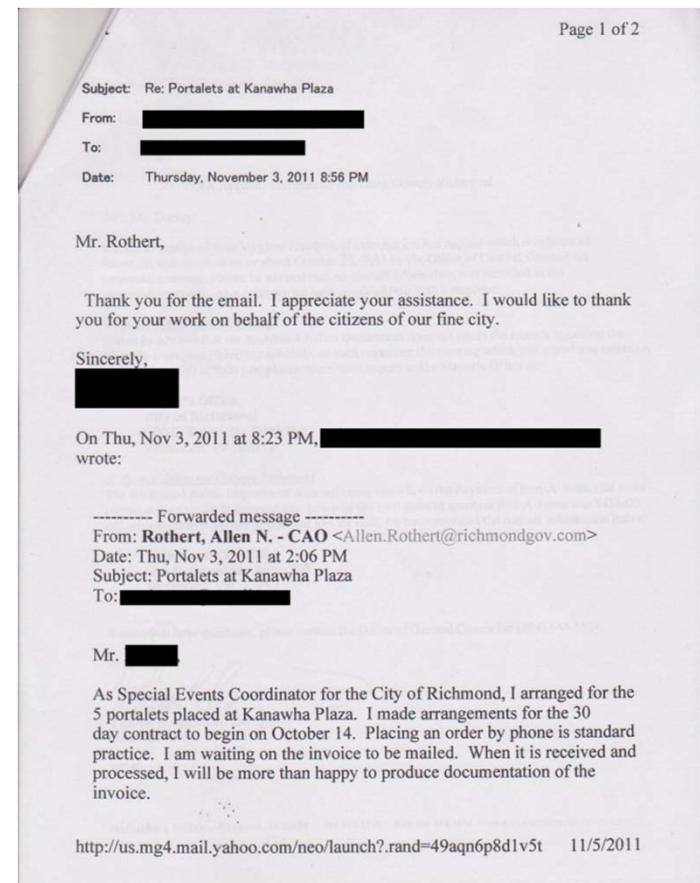 Page 1 of 2
Subject: Re: Portalets at Kanawha Plaza
From:
To:
Date: Thursday, November 3, 2011 8:56 PM
Mr. Rothert,
Thank you for the email. I appreciate your assistance. I would like to thank
you for your work on behalf of the citizens of our fine city.
Sincerely,
On Thu, Nov 3, 2011 at 8:23 PM,
wrote:
---------- Forwarded message ----------
From: Rothert, Allen N. - CAO <Allen.Rothert@richmondgov.com>
Date: Thu, Nov 3, 2011 at 2:06 PM
Subject: Portalets at Kanawha Plaza
To:
Mr. ,
As Special Events Coordinator for the City of Richmond, I arranged for the
5 portalets placed at Kanawha Plaza. I made arrangements for the 30
day contract to begin on October 14. Placing an order by phone is standard
practice. I am waiting on the invoice to be mailed. When it is received and
processed, I will be more than happy to produce documentation of the
invoice.
http://us.mg4.mail.yahoo.com/neo/launch?.rand=49aqn6p8d1v5t 11/5/2011